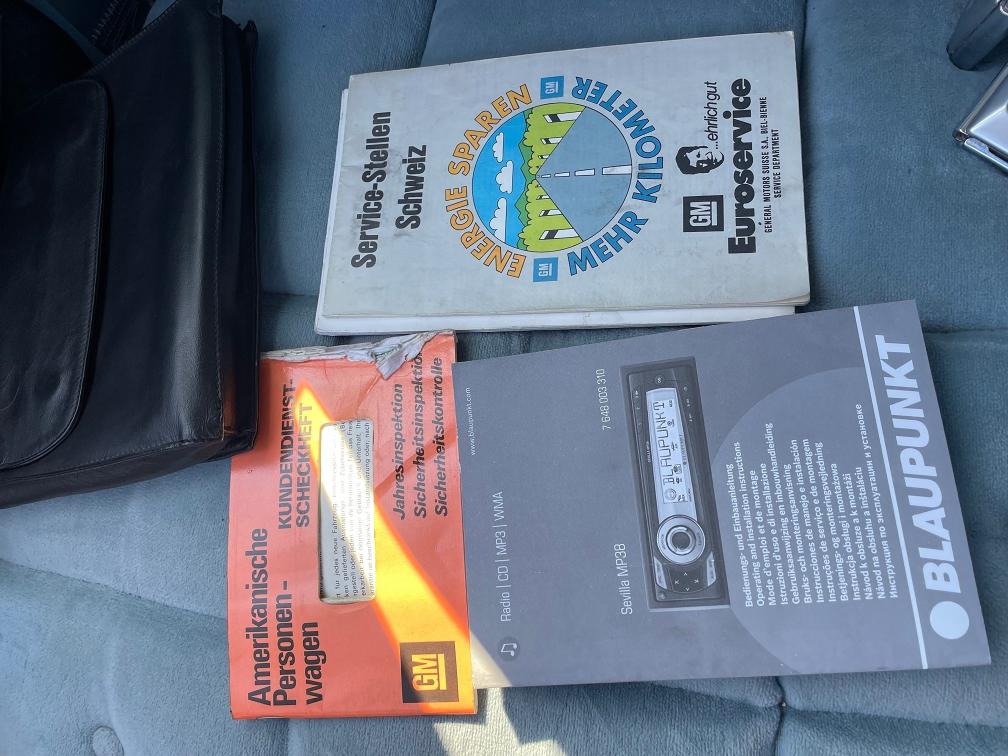 Service-Stellen
Schweiz
ENERGIE SPAREN
MEHR KILOMETER
GM
GM
GM
...ehrlich gut
Euroservice
GENERAL MOTORS SUISSE S.A. BIEL-BIENNE
SERVICE DEPARTMENT
Amerikanische
Personen-
wagen
KUNDENDIENST-
SCHECKHEFT
Jahresinspektion
Sicherheitsinspektion
Sicherheitskontrolle
GM
www.blaupunkt.com
Radio | CD | MP3 | WMA
Sevilla MP38
7 648 003 310
BLAUPUNKT
Bedienungs- und Einbauanleitung
Operating and installation instructions
Mode d'emploi et de montage
Istruzioni d'uso e di installazione
Gebruiksaanwijzing en inbouwhandleiding
Bruks- och monteringsanvisning
Instrucciones de manejo e instalación
Instruções de serviço e de montagem
Betjenings- og monteringsvejledning
Instrukcja obsługi i montażowa
Návod k obsluze a k montáži
Návod na obsluhu a inštaláciu
Инструкция по эксплуатации и установке
BLAUPUNKT